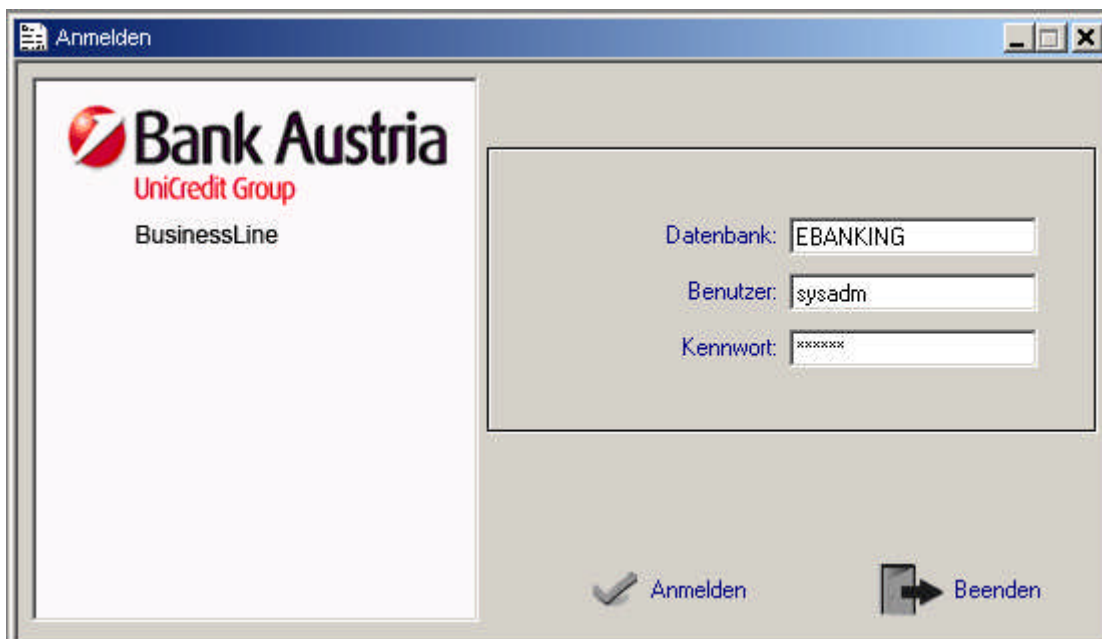 Anmelden
Bank Austria
UniCredit Group
BusinessLine
Datenbank: EBANKING
Benutzer: sysadm
Kennwort: ******
Anmelden
Beenden